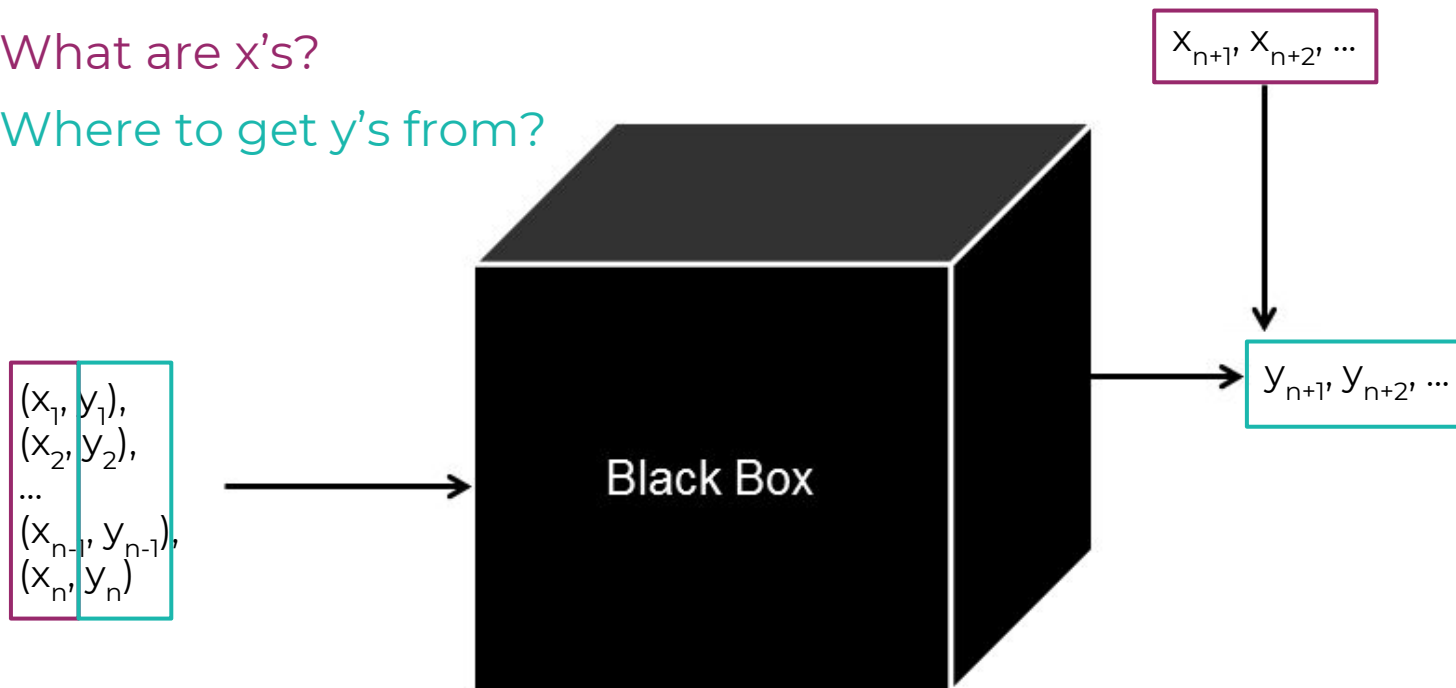 What are x's?
Where to get y's from?
xₙ₊₁, xₙ₊₂, ...
(x₁, y₁),
(x₂, y₂),
...
(xₙ₋₁, yₙ₋₁),
(xₙ, yₙ)
Black Box
yₙ₊₁, yₙ₊₂, ...